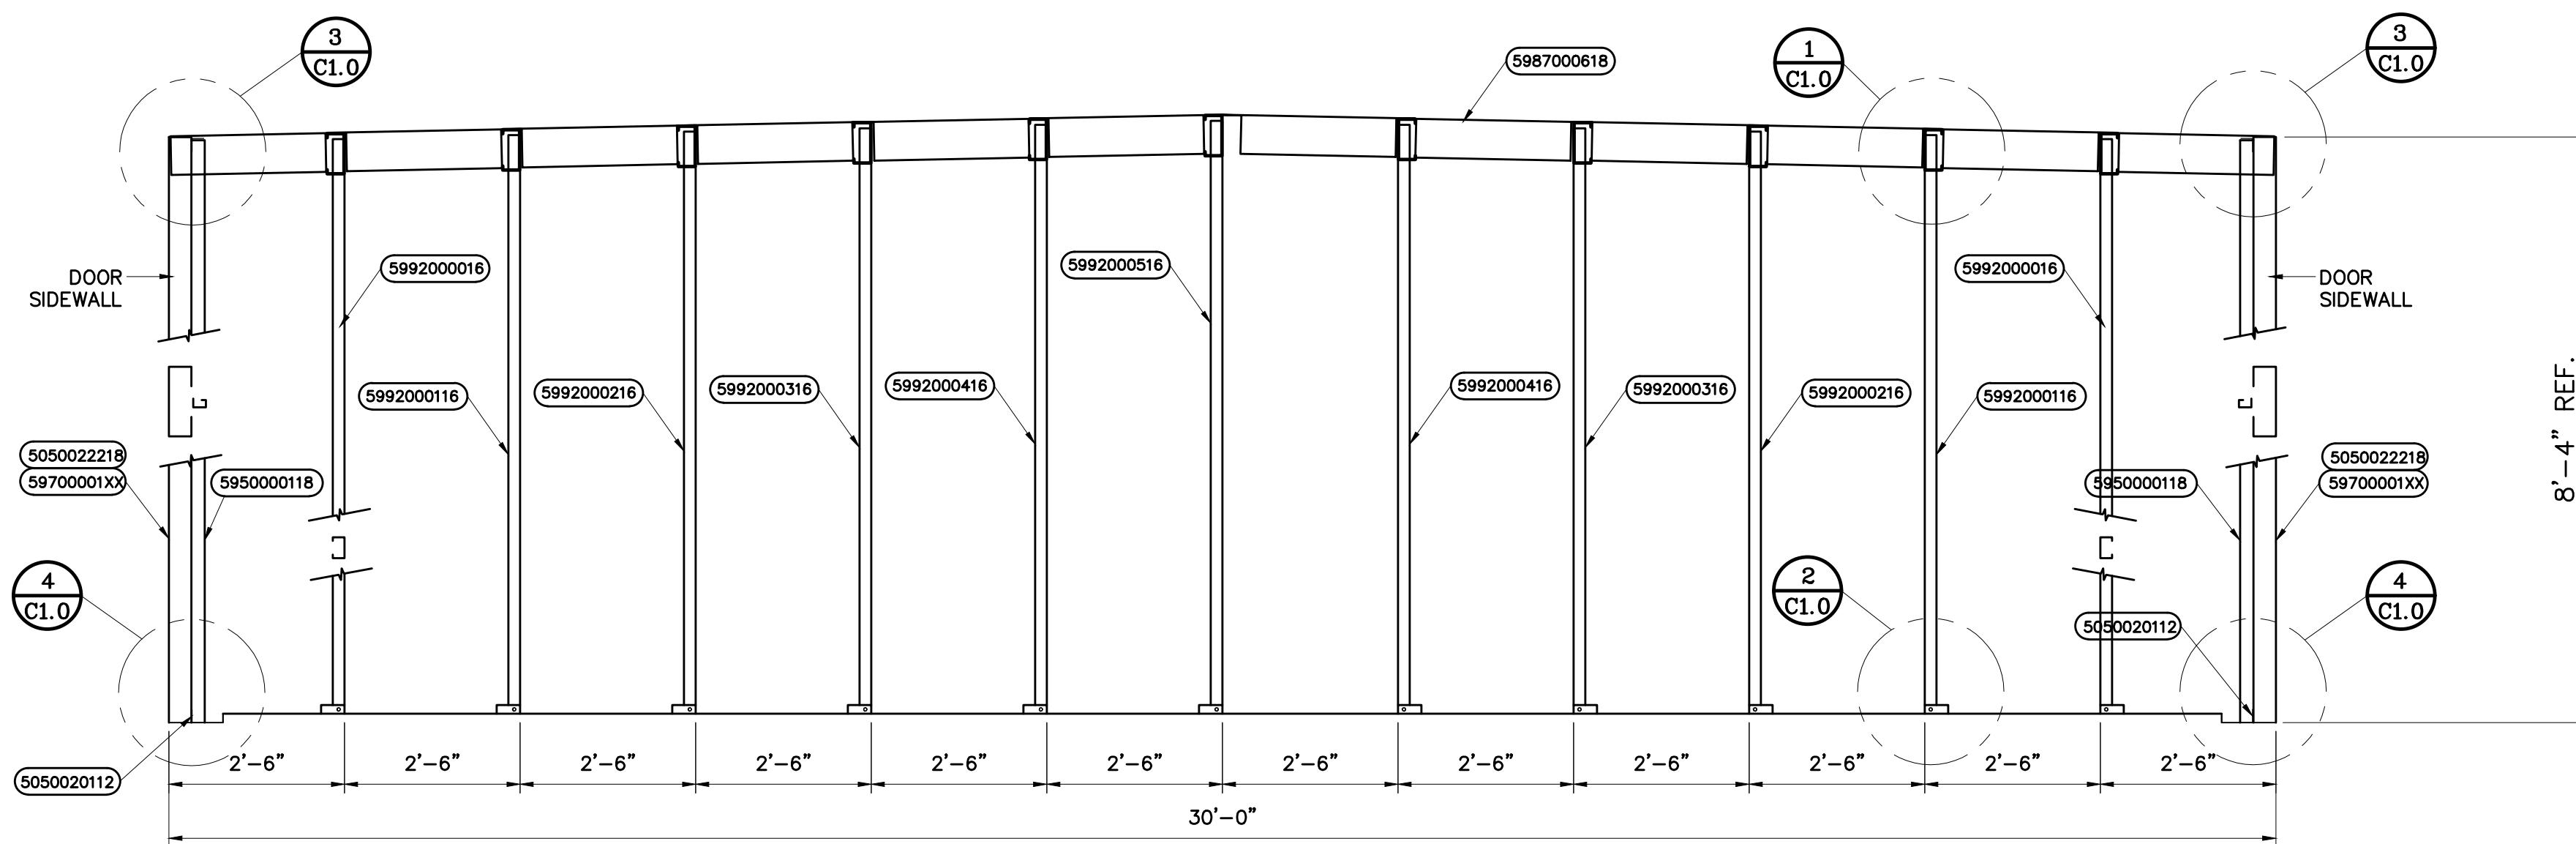 3
C1.0
5987000618
1
C1.0
3
C1.0
DOOR
SIDEWALL
5992000016
5992000516
5992000016
DOOR
SIDEWALL
5992000116
5992000216
5992000316
5992000416
5992000416
5992000316
5992000216
5992000116
8'-4" REF.
5050022218
59700001XX
5950000118
5950000118
5050022218
59700001XX
4
C1.0
2
C1.0
5050020112
4
C1.0
5050020112
2'-6"
2'-6"
2'-6"
2'-6"
2'-6"
2'-6"
2'-6"
2'-6"
2'-6"
2'-6"
2'-6"
2'-6"
30'-0"